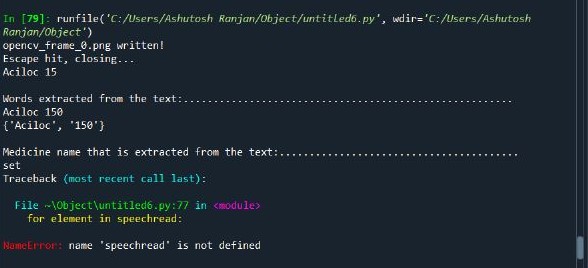 In [79]: runfile('C:/Users/Ashutosh Ranjan/Object/untitled6.py', wdir='C:/Users/Ashutosh
Ranjan/Object')
opencv_frame_0.png written!
Escape hit, closing...
Aciloc 15
Words extracted from the text:.......................................................
Aciloc 150
{'Aciloc', '150'}
Medicine name that is extracted from the text:........................................
set
Traceback (most recent call last):
File ~\Object\untitled6.py:77 in <module>
for element in speechread:
NameError: name 'speechread' is not defined